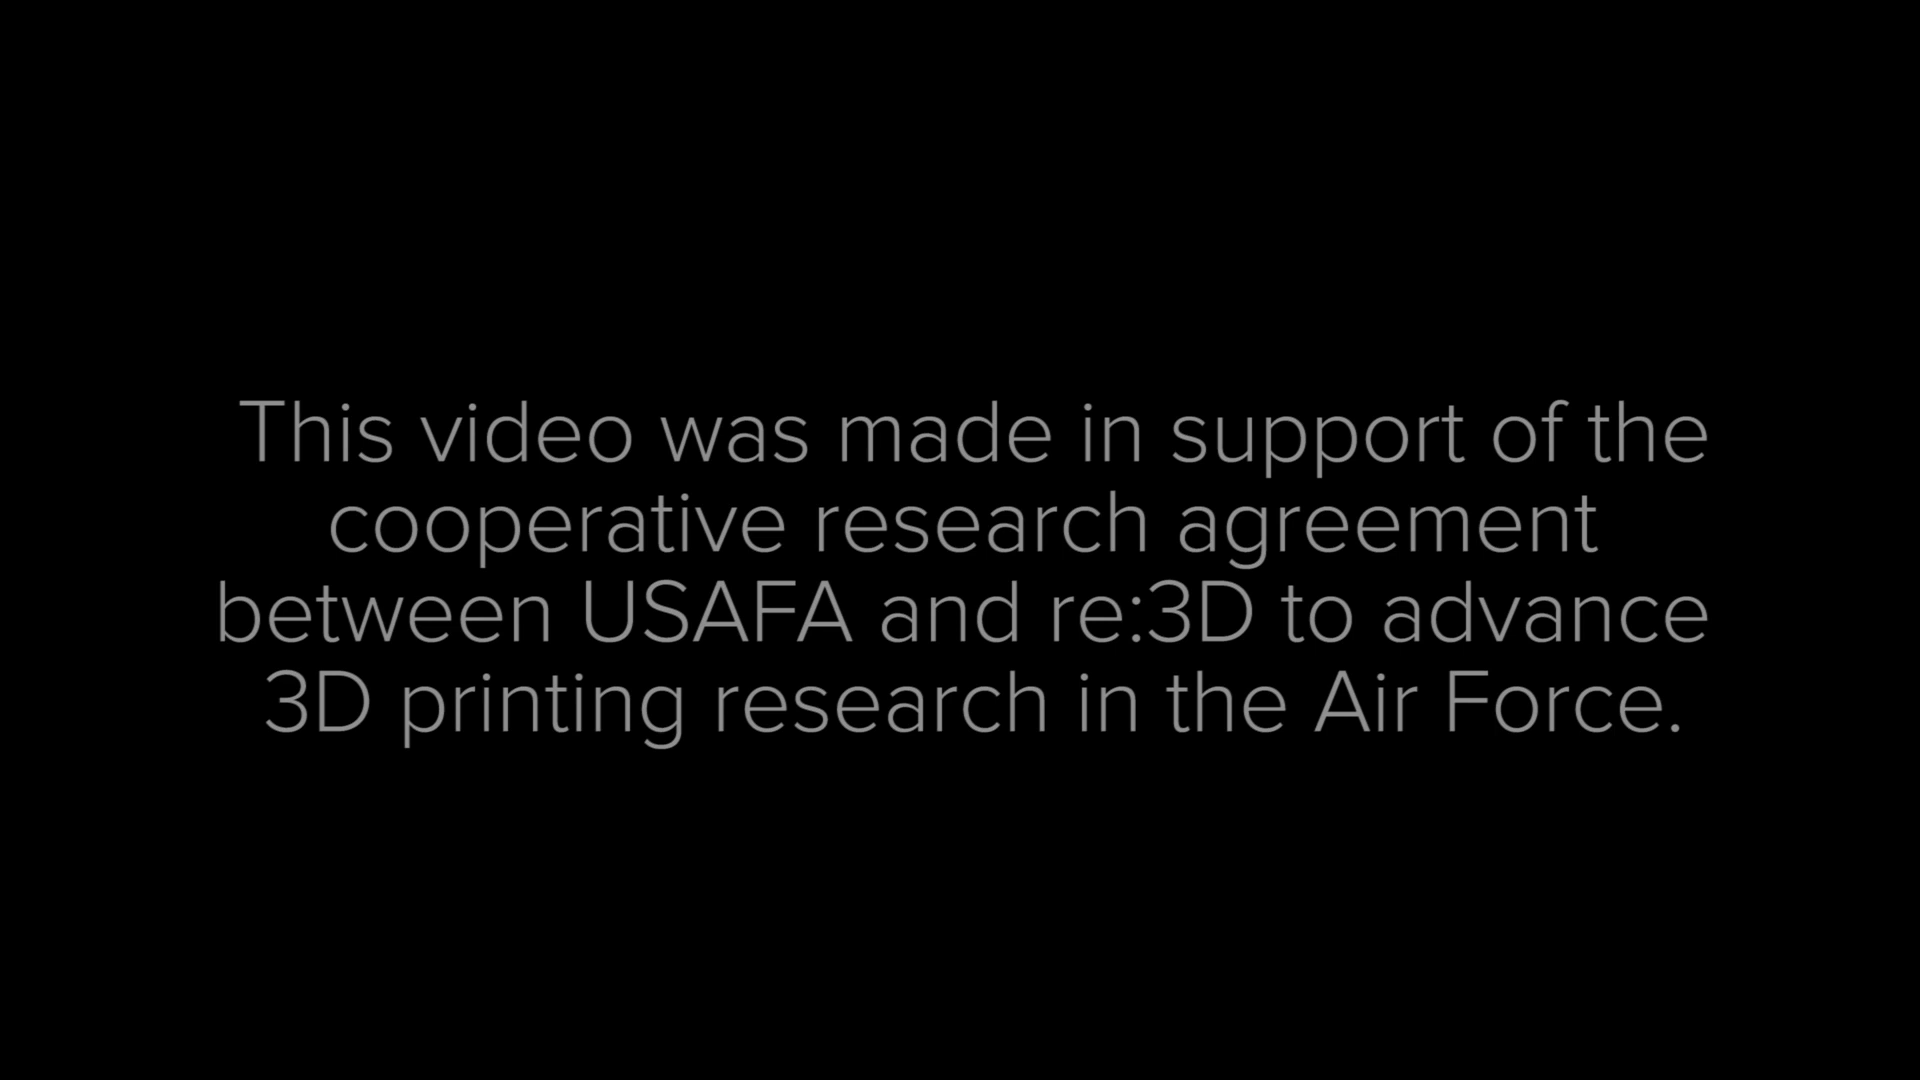 This video was made in support of the
cooperative research agreement
between USAFA and re:3D to advance
3D printing research in the Air Force.